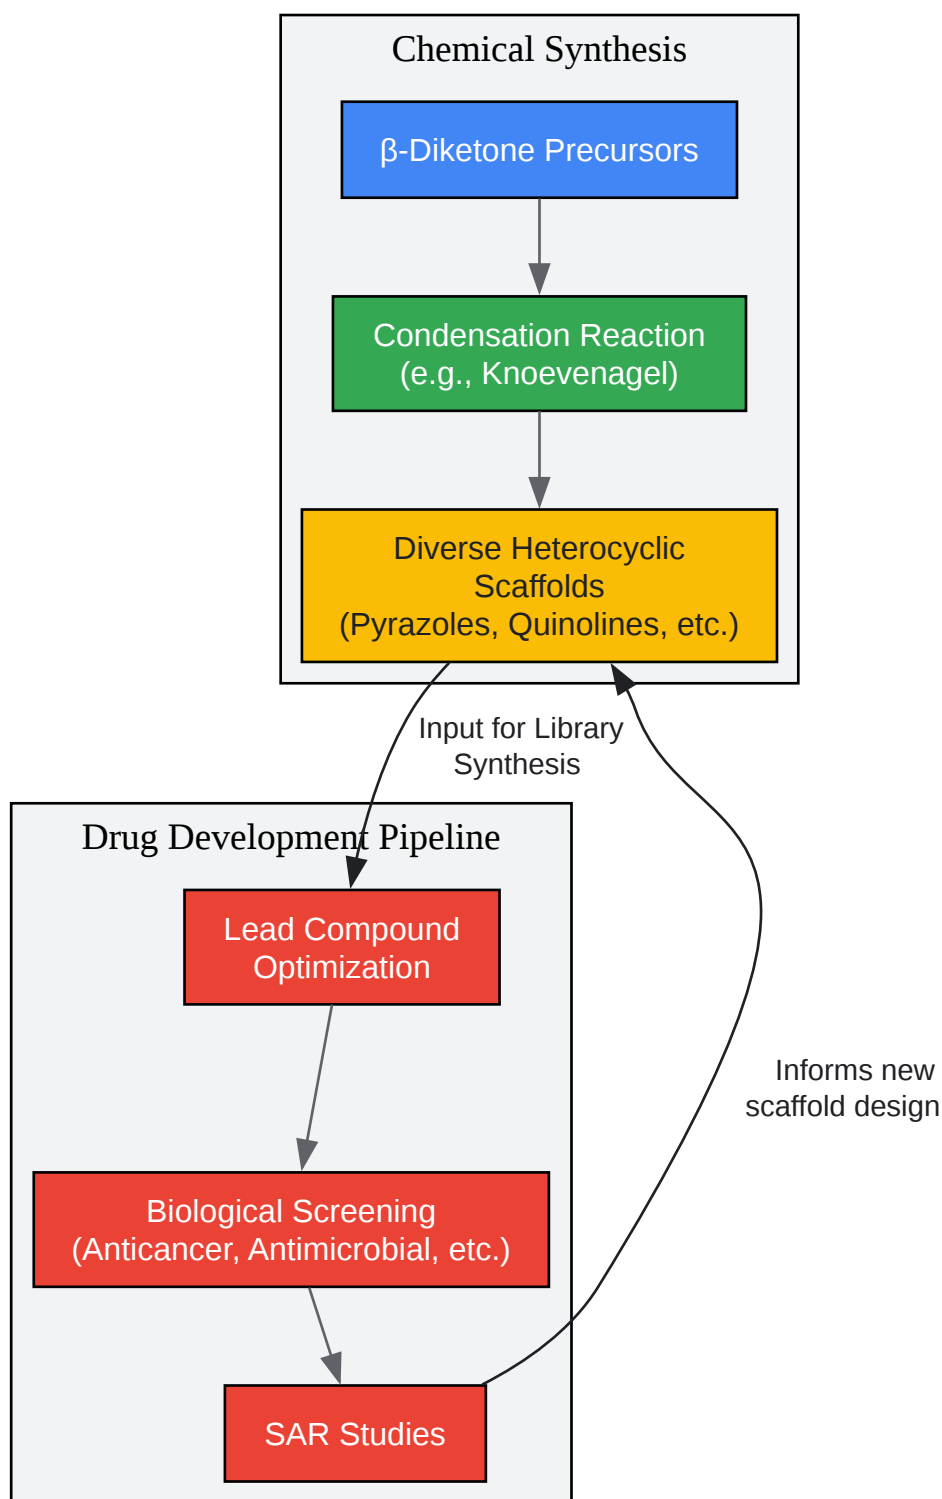 Chemical Synthesis
β-Diketone Precursors
Condensation Reaction
(e.g., Knoevenagel)
Diverse Heterocyclic
Scaffolds
(Pyrazoles, Quinolines, etc.)
Input for Library
Synthesis
Drug Development Pipeline
Lead Compound
Optimization
Informs new
scaffold design
Biological Screening
(Anticancer, Antimicrobial, etc.)
SAR Studies